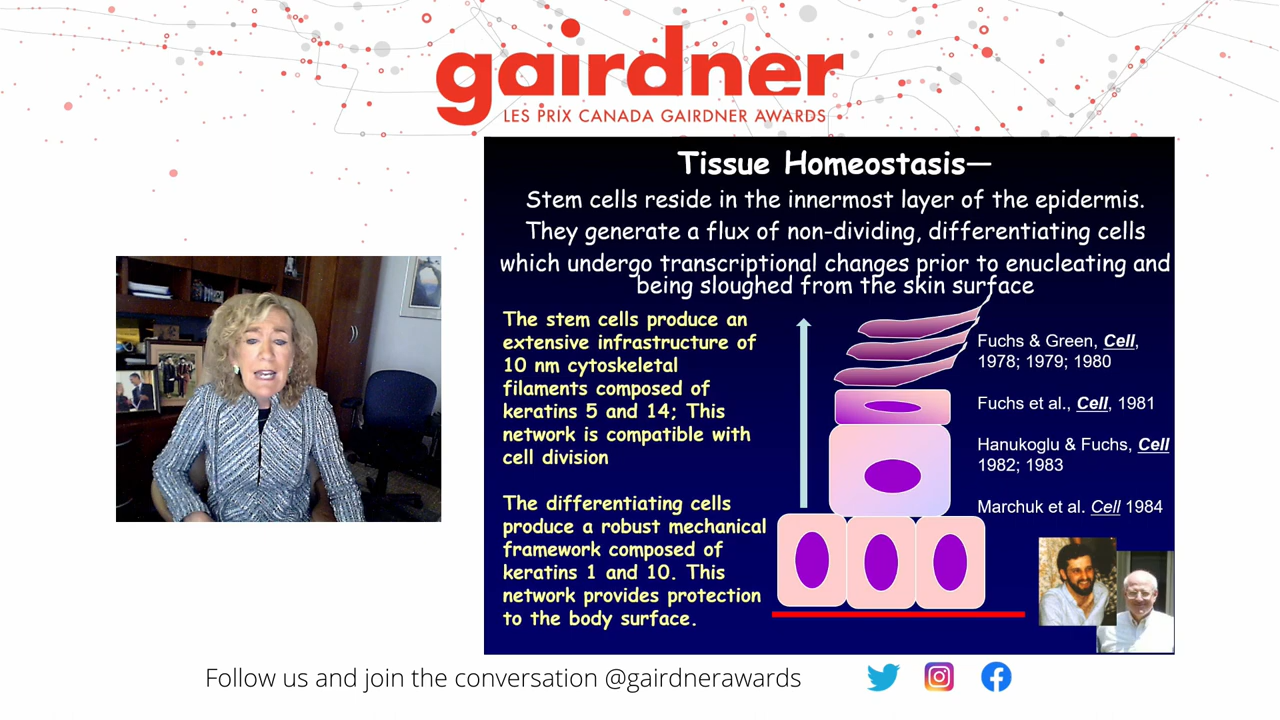 gairdner
LES PRIX CANADA GAIRDNER AWARDS
Tissue Homeostasis—
Stem cells reside in the innermost layer of the epidermis.
They generate a flux of non-dividing, differentiating cells
which undergo transcriptional changes prior to enucleating and
being sloughed from the skin surface
The stem cells produce an
extensive infrastructure of
10 nm cytoskeletal
filaments composed of
keratins 5 and 14; This
network is compatible with
cell division
The differentiating cells
produce a robust mechanical
framework composed of
keratins 1 and 10. This
network provides protection
to the body surface.
Fuchs & Green, Cell,
1978; 1979; 1980
Fuchs et al., Cell, 1981
Hanukoglu & Fuchs, Cell
1982; 1983
Marchuk et al. Cell 1984
Follow us and join the conversation @gairdnerawards